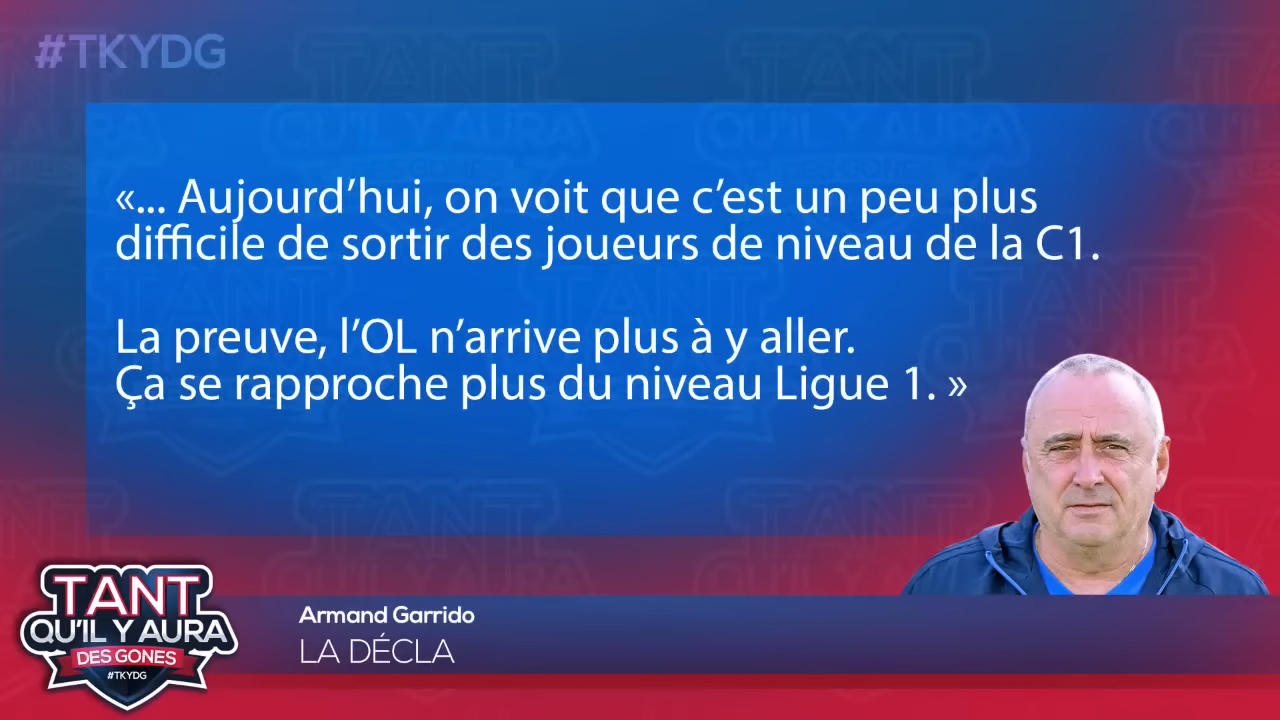 #TKYDG
«... Aujourd’hui, on voit que c’est un peu plus
difficile de sortir des joueurs de niveau de la C1.
La preuve, l’OL n’arrive plus à y aller.
Ça se rapproche plus du niveau Ligue 1. »
TANT
QU'IL Y AURA
DES GONES
#TKYDG
Armand Garrido
LA DÉCLA